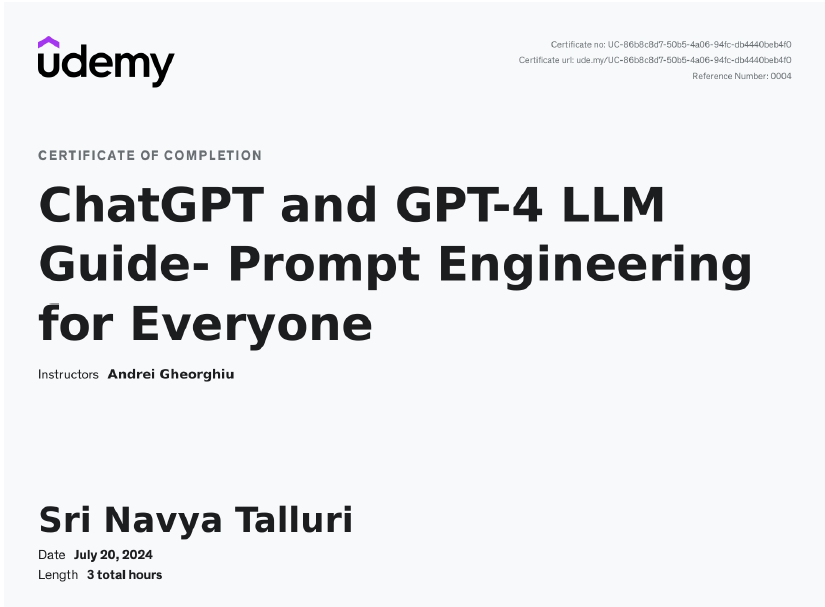 udemy
Certificate no: UC-86b8c8d7-50b5-4a06-94fc-db4440beb4f0
Certificate url: ude.my/UC-86b8c8d7-50b5-4a06-94fc-db4440beb4f0
Reference Number: 0004
CERTIFICATE OF COMPLETION
ChatGPT and GPT-4 LLM
Guide- Prompt Engineering
for Everyone
Instructors Andrei Gheorghiu
Sri Navya Talluri
Date July 20, 2024
Length 3 total hours